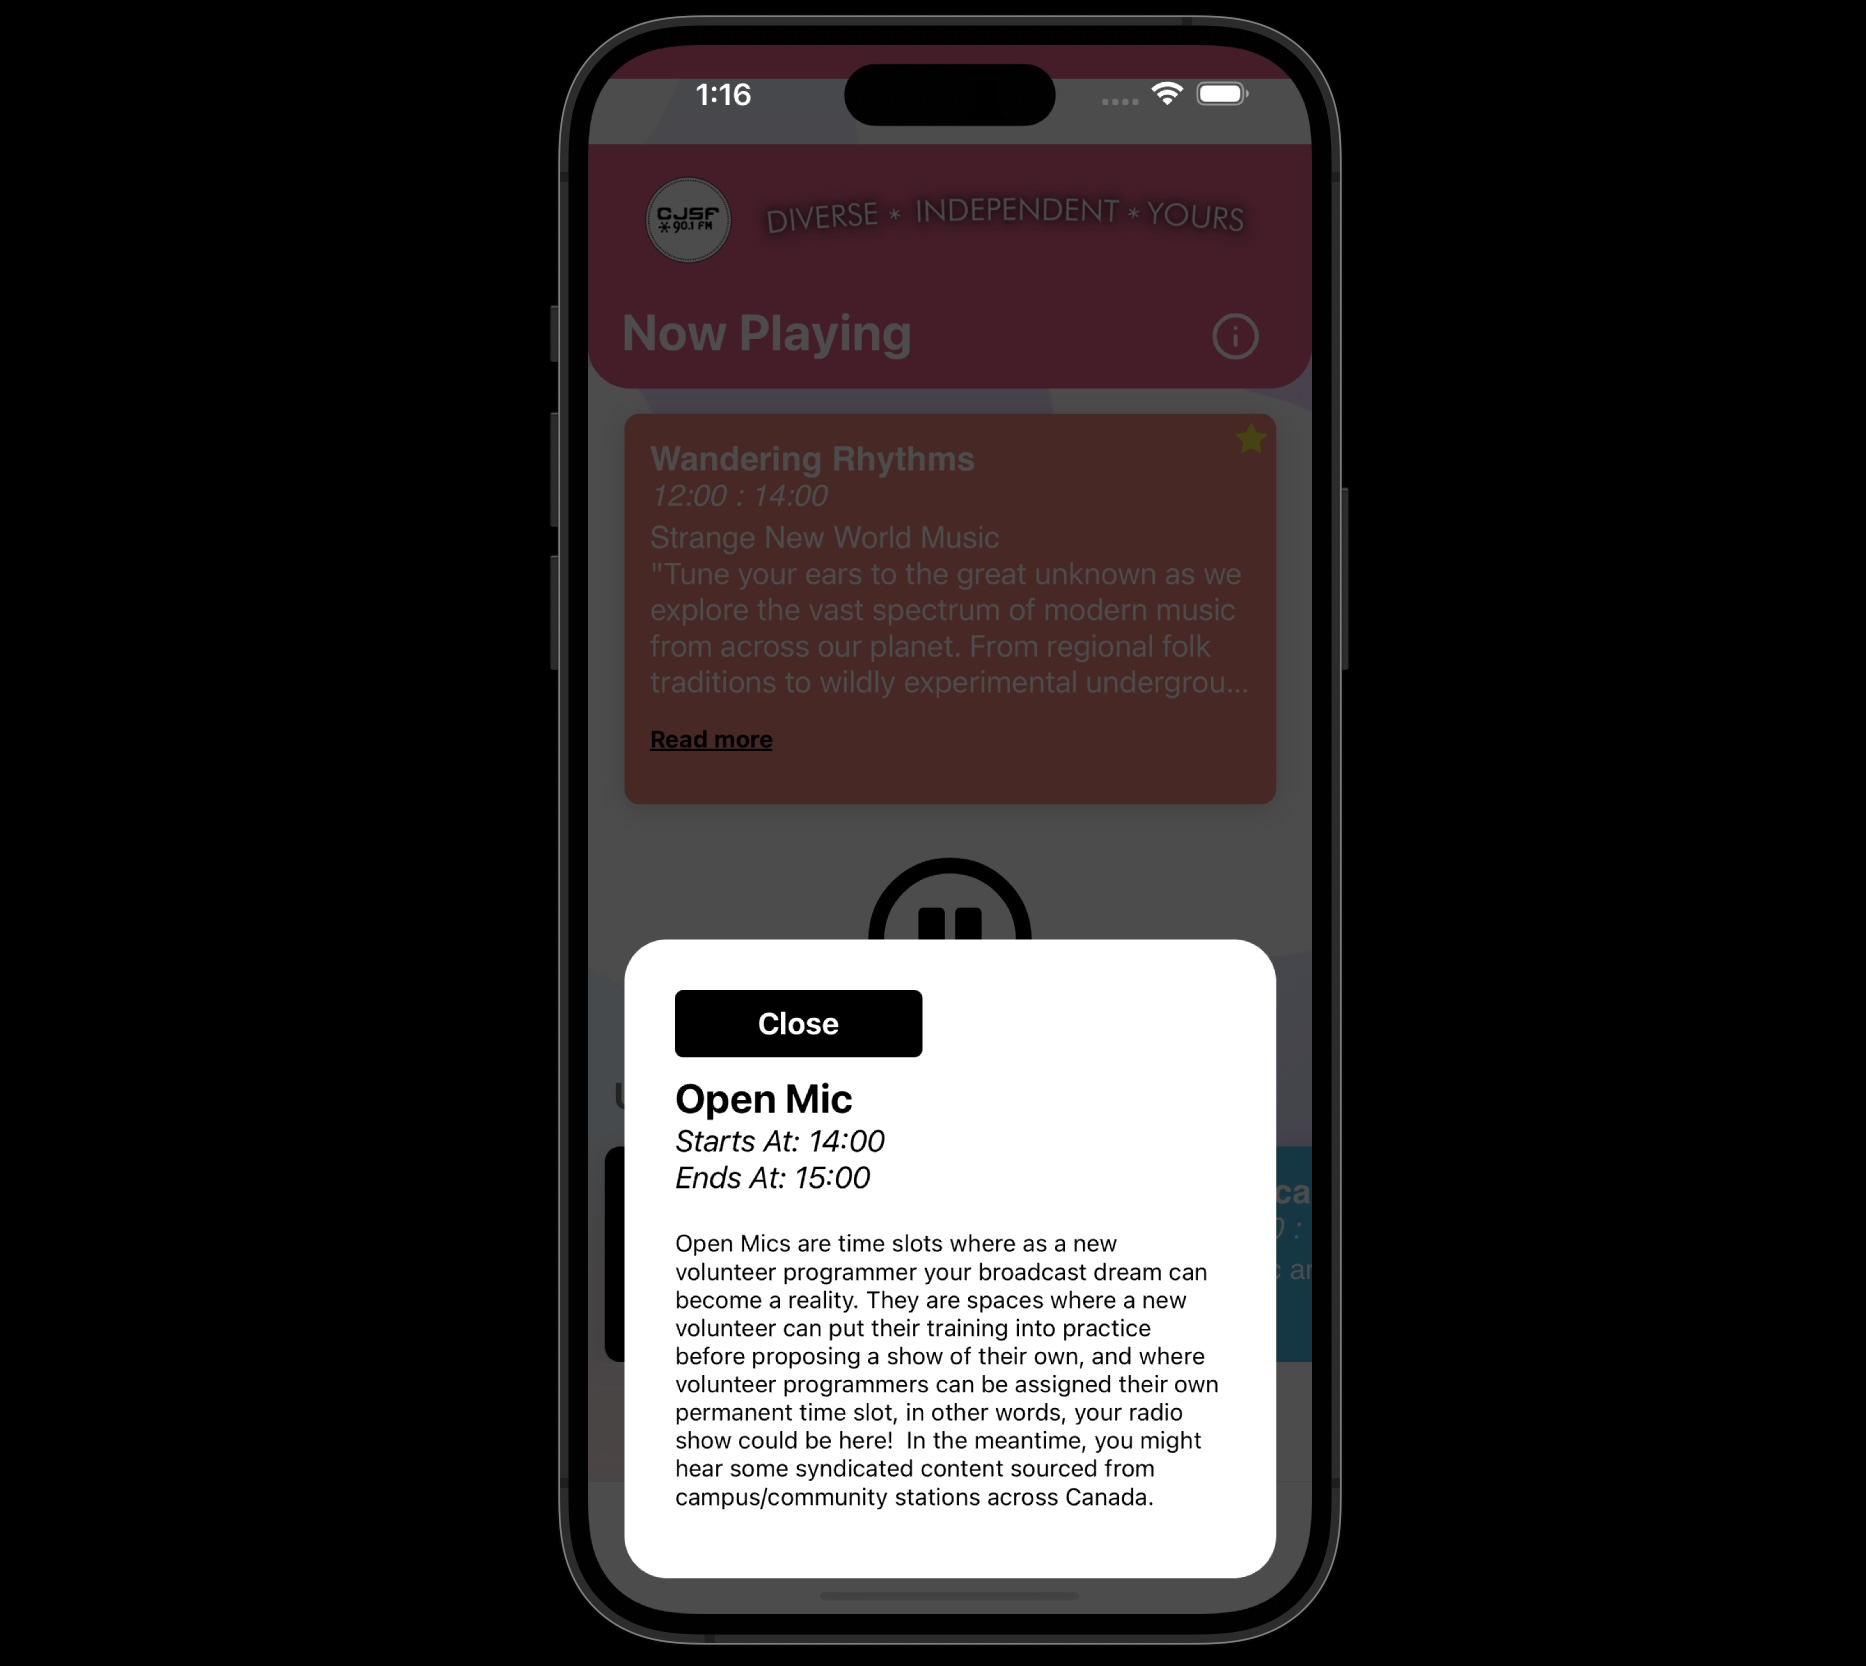 1:16
CJSF
90.1 FM
DIVERSE * INDEPENDENT * YOURS
Now Playing
Wandering Rhythms
12:00 : 14:00
Strange New World Music
"Tune your ears to the great unknown as we
explore the vast spectrum of modern music
from across our planet. From regional folk
traditions to wildly experimental undergrou...
Read more
Close
Open Mic
Starts At: 14:00
Ends At: 15:00
Open Mics are time slots where as a new
volunteer programmer your broadcast dream can
become a reality. They are spaces where a new
volunteer can put their training into practice
before proposing a show of their own, and where
volunteer programmers can be assigned their own
permanent time slot, in other words, your radio
show could be here!  In the meantime, you might
hear some syndicated content sourced from
campus/community stations across Canada.